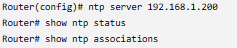 Router(config)# ntp server 192.168.1.200
Router# show ntp status
Router# show ntp associations